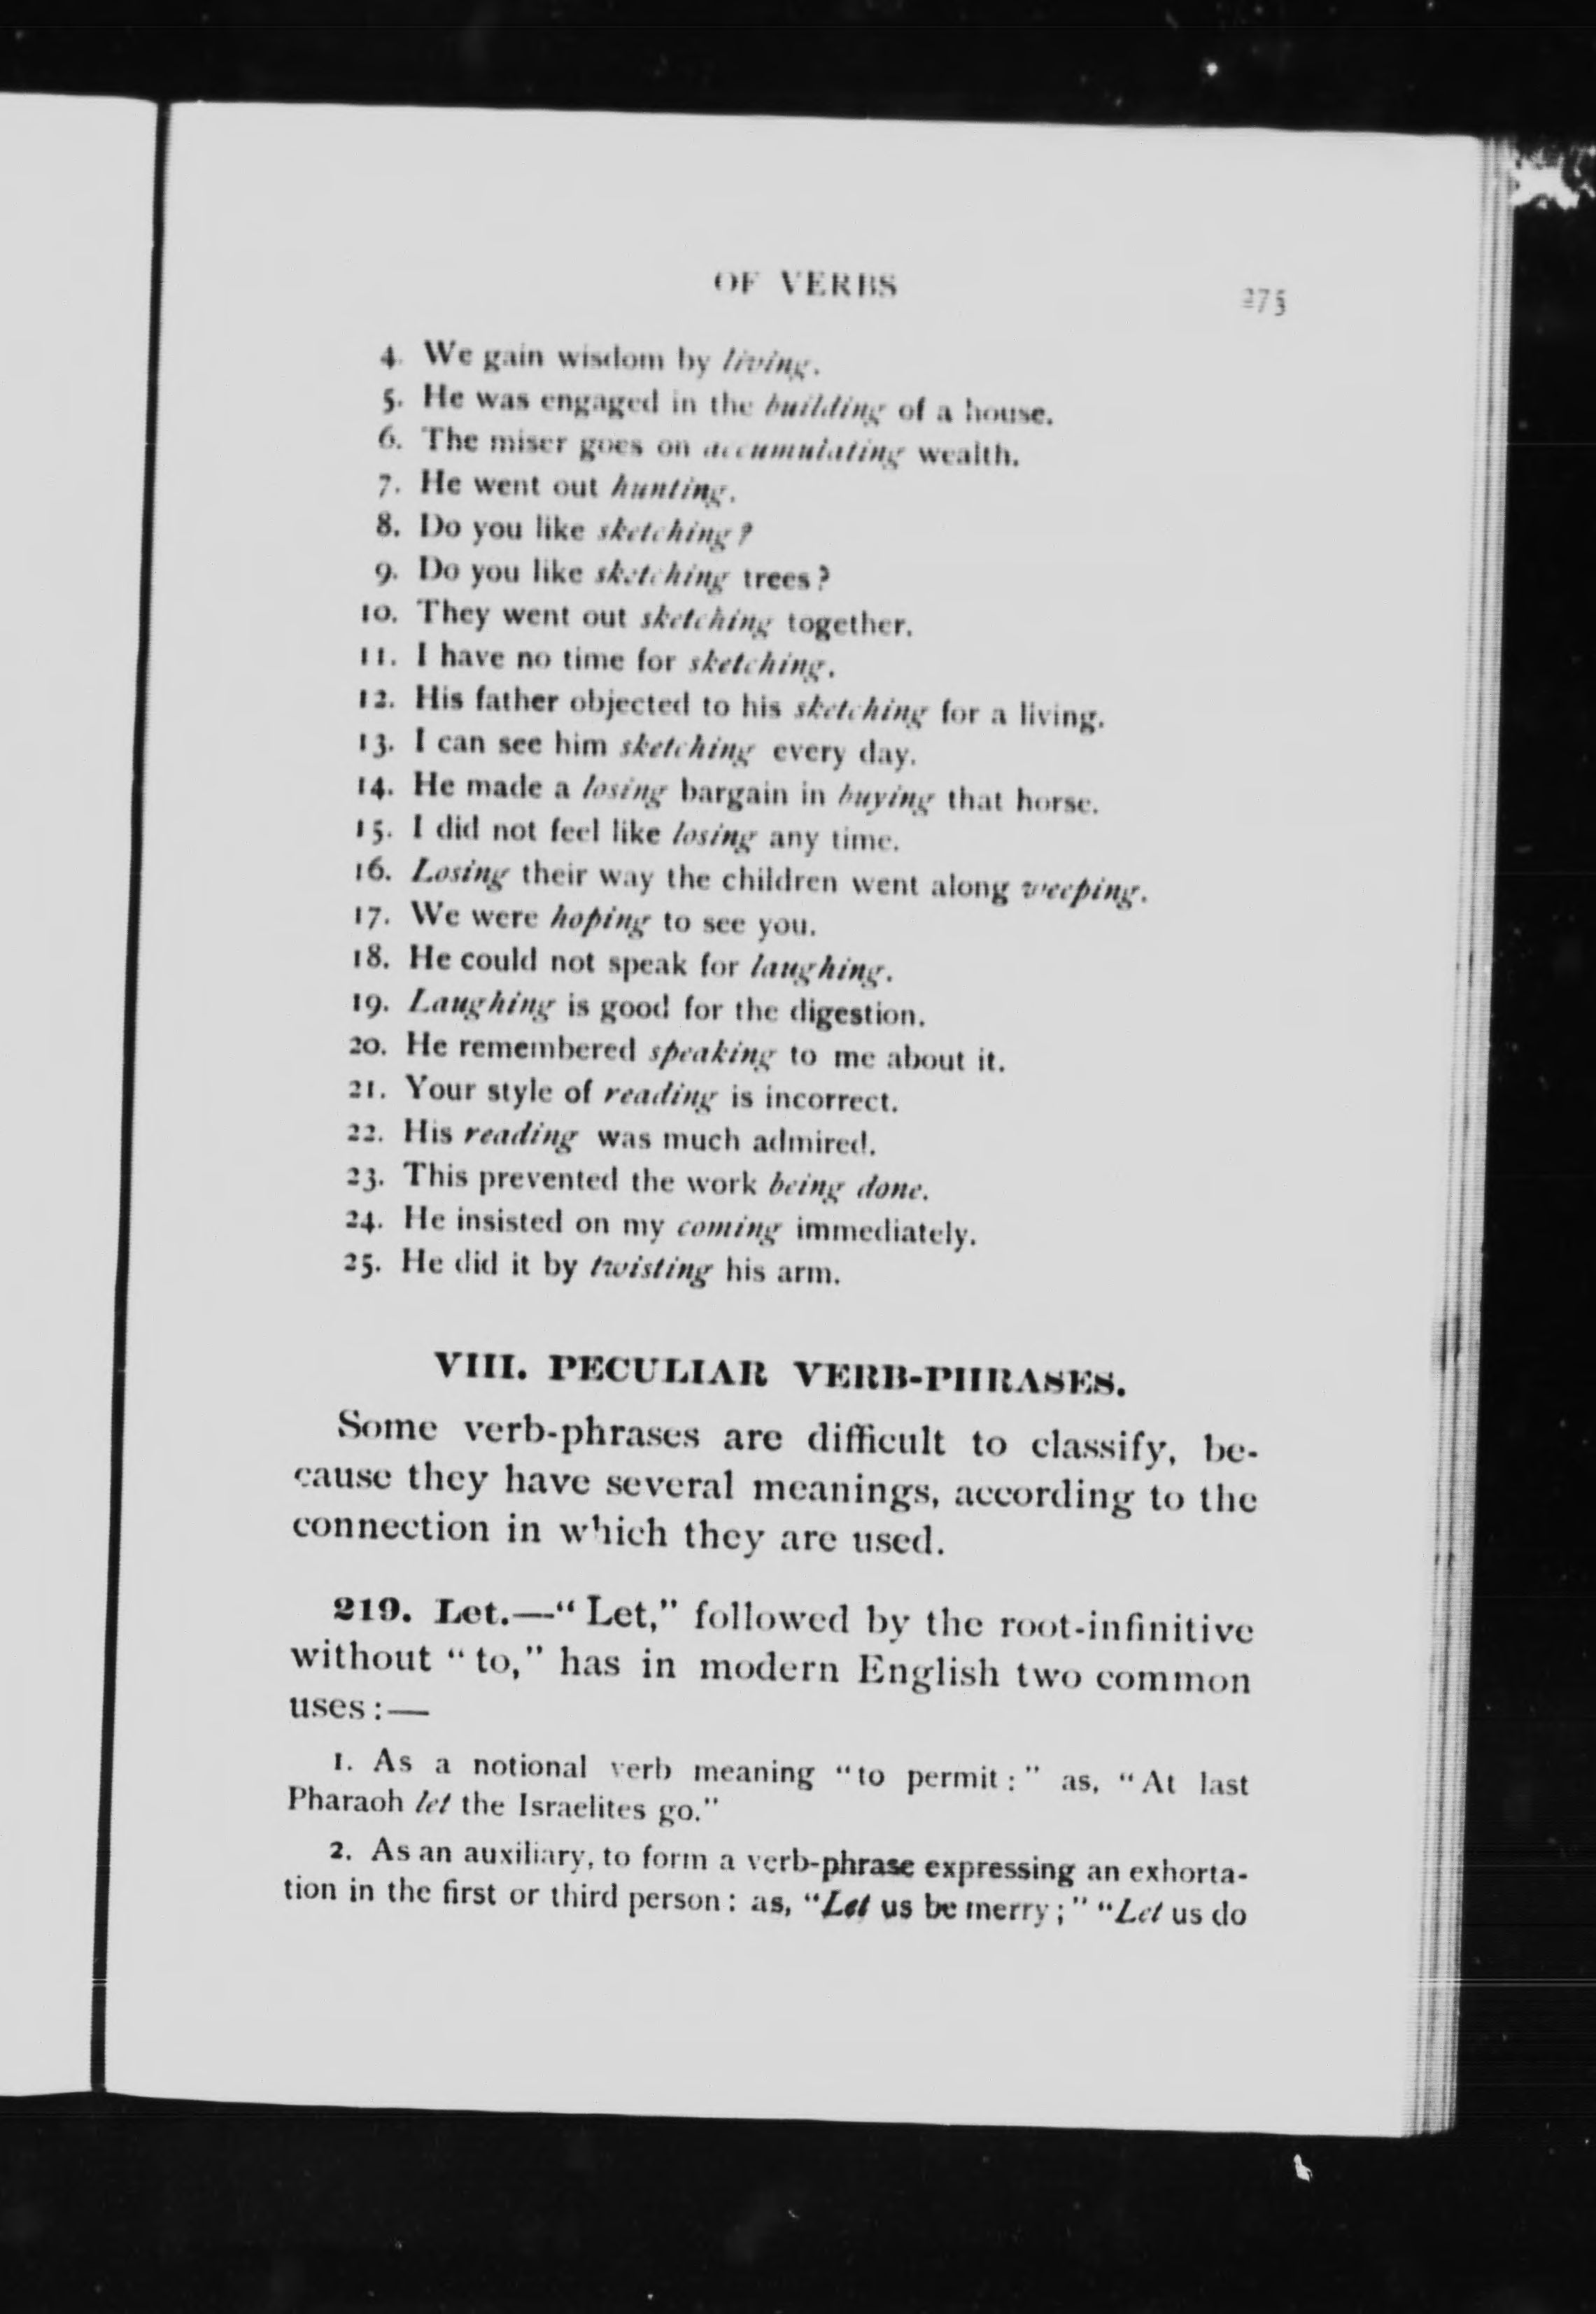 OF VERBS 275
4. We gain wisdom by living.
5. He was engaged in the building of a house.
6. The miser goes on accumulating wealth.
7. He went out hunting.
8. Do you like sketching?
9. Do you like sketching trees?
10. They went out sketching together.
11. I have no time for sketching.
12. His father objected to his sketching for a living.
13. I can see him sketching every day.
14. He made a losing bargain in buying that horse.
15. I did not feel like losing any time.
16. Losing their way the children went along weeping.
17. We were hoping to see you.
18. He could not speak for laughing.
19. Laughing is good for the digestion.
20. He remembered speaking to me about it.
21. Your style of reading is incorrect.
22. His reading was much admired.
23. This prevented the work being done.
24. He insisted on my coming immediately.
25. He did it by twisting his arm.
VIII. PECULIAR VERB-PHRASES.
Some verb-phrases are difficult to classify, be-
cause they have several meanings, according to the
connection in which they are used.
219. Let.—“Let,” followed by the root-infinitive
without “to,” has in modern English two common
uses:—
1. As a notional verb meaning “to permit:” as, “At last
Pharaoh let the Israelites go.”
2. As an auxiliary, to form a verb-phrase expressing an exhorta-
tion in the first or third person: as, “Let us be merry;” “Let us do